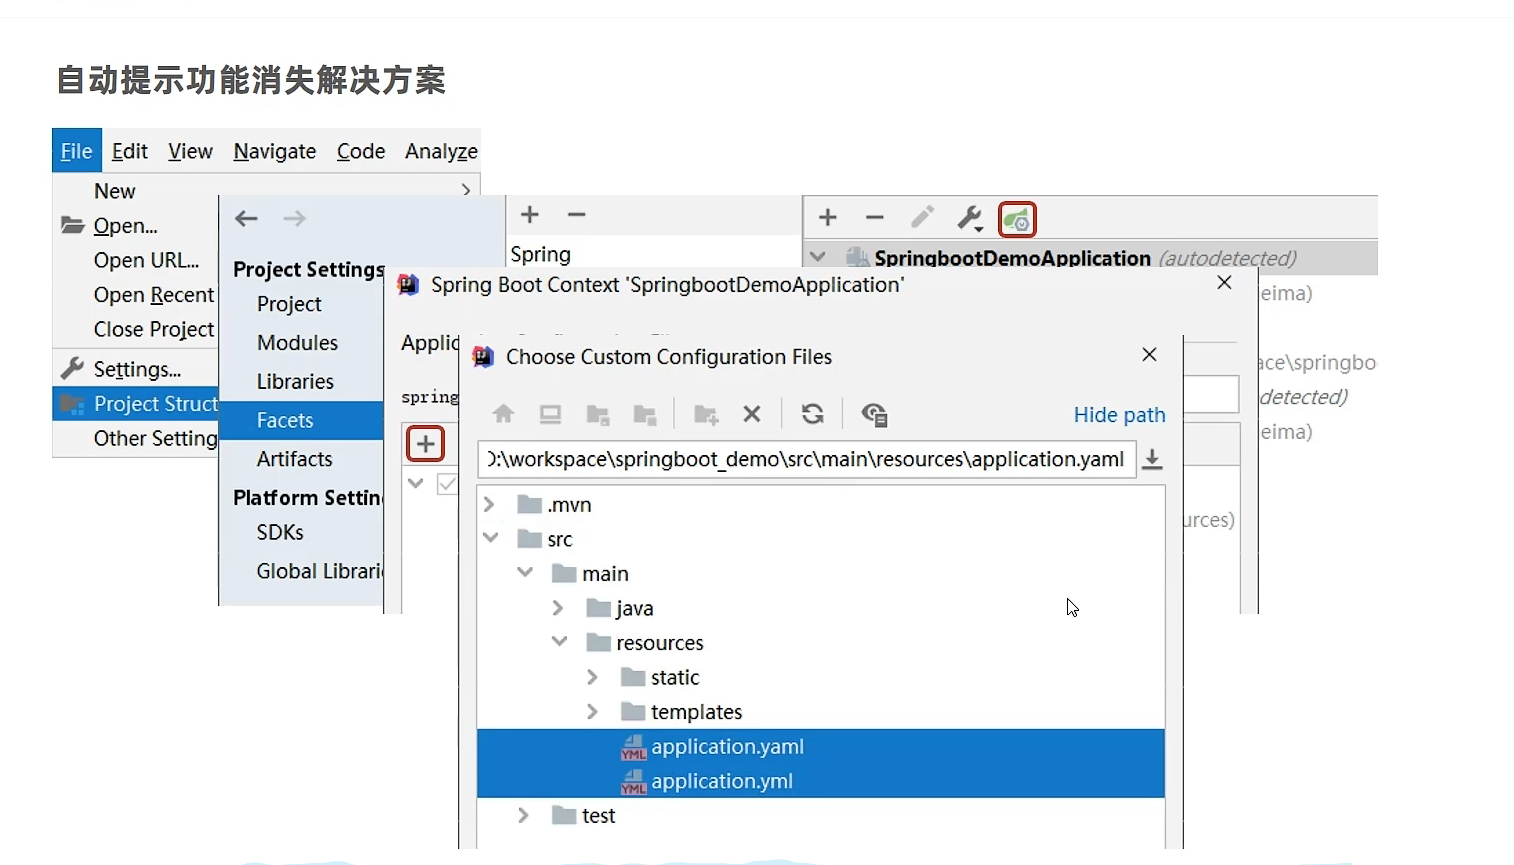 自动提示功能消失解决方案
File Edit View Navigate Code Analyze
New
Open...
Open URL...
Open Recent
Close Project
Settings...
Project Struct
Other Setting
Project Settings
Project
Modules
Libraries
Facets
Artifacts
Platform Settin
SDKs
Global Librari
Spring
SpringbootDemoApplication (autodetected)
eima)
ace\springbo
detected)
eima)
urces)
Spring Boot Context 'SpringbootDemoApplication'
Applic
spring
Choose Custom Configuration Files
Hide path
D:\workspace\springboot_demo\src\main\resources\application.yaml
.mvn
src
main
java
resources
static
templates
YML application.yaml
YML application.yml
test